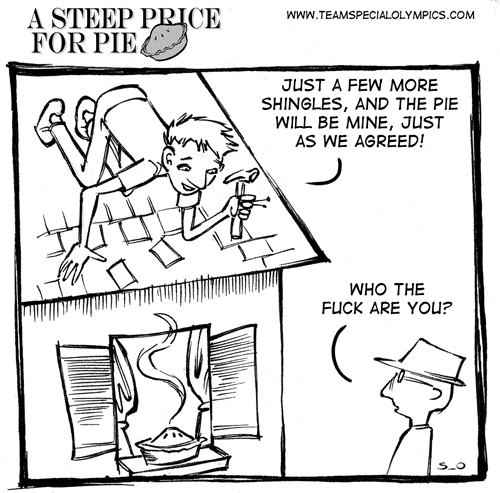 A STEEP PRICE
FOR PIE
WWW.TEAMSPECIALOLYMPICS.COM
JUST A FEW MORE
SHINGLES, AND THE PIE
WILL BE MINE, JUST
AS WE AGREED!
WHO THE
FUCK ARE YOU?
S_O